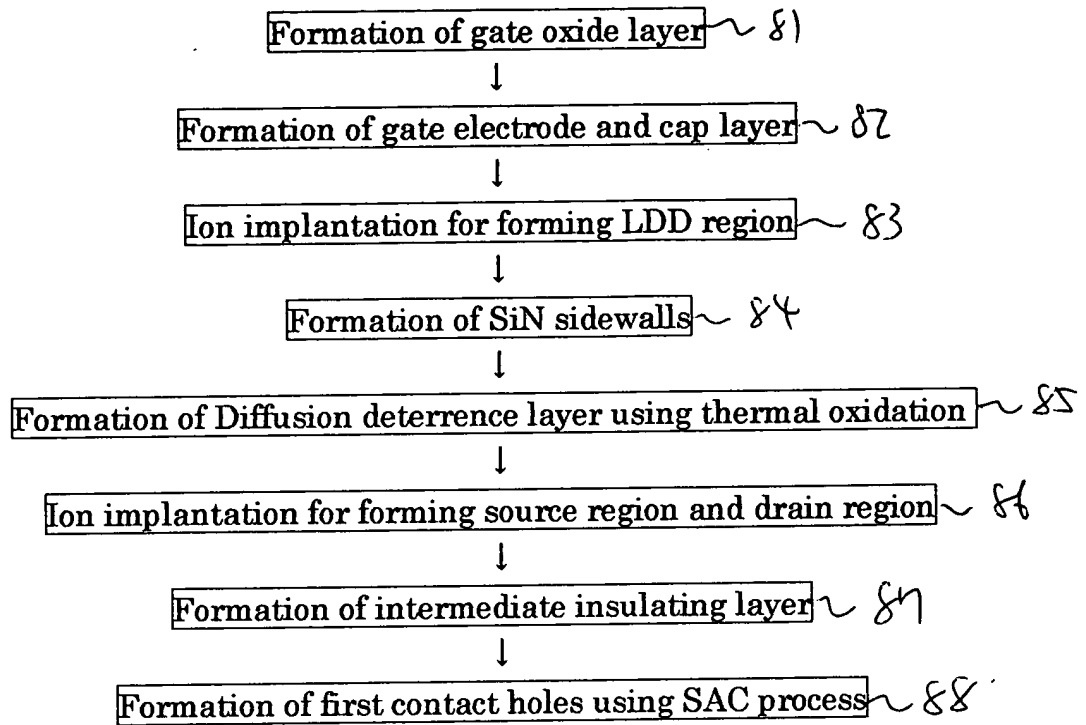 Formation of gate oxide layer 81
Formation of gate electrode and cap layer 82
Ion implantation for forming LDD region 83
Formation of SiN sidewalls 84
Formation of Diffusion deterrence layer using thermal oxidation 85
Ion implantation for forming source region and drain region 86
Formation of intermediate insulating layer 87
Formation of first contact holes using SAC process 88